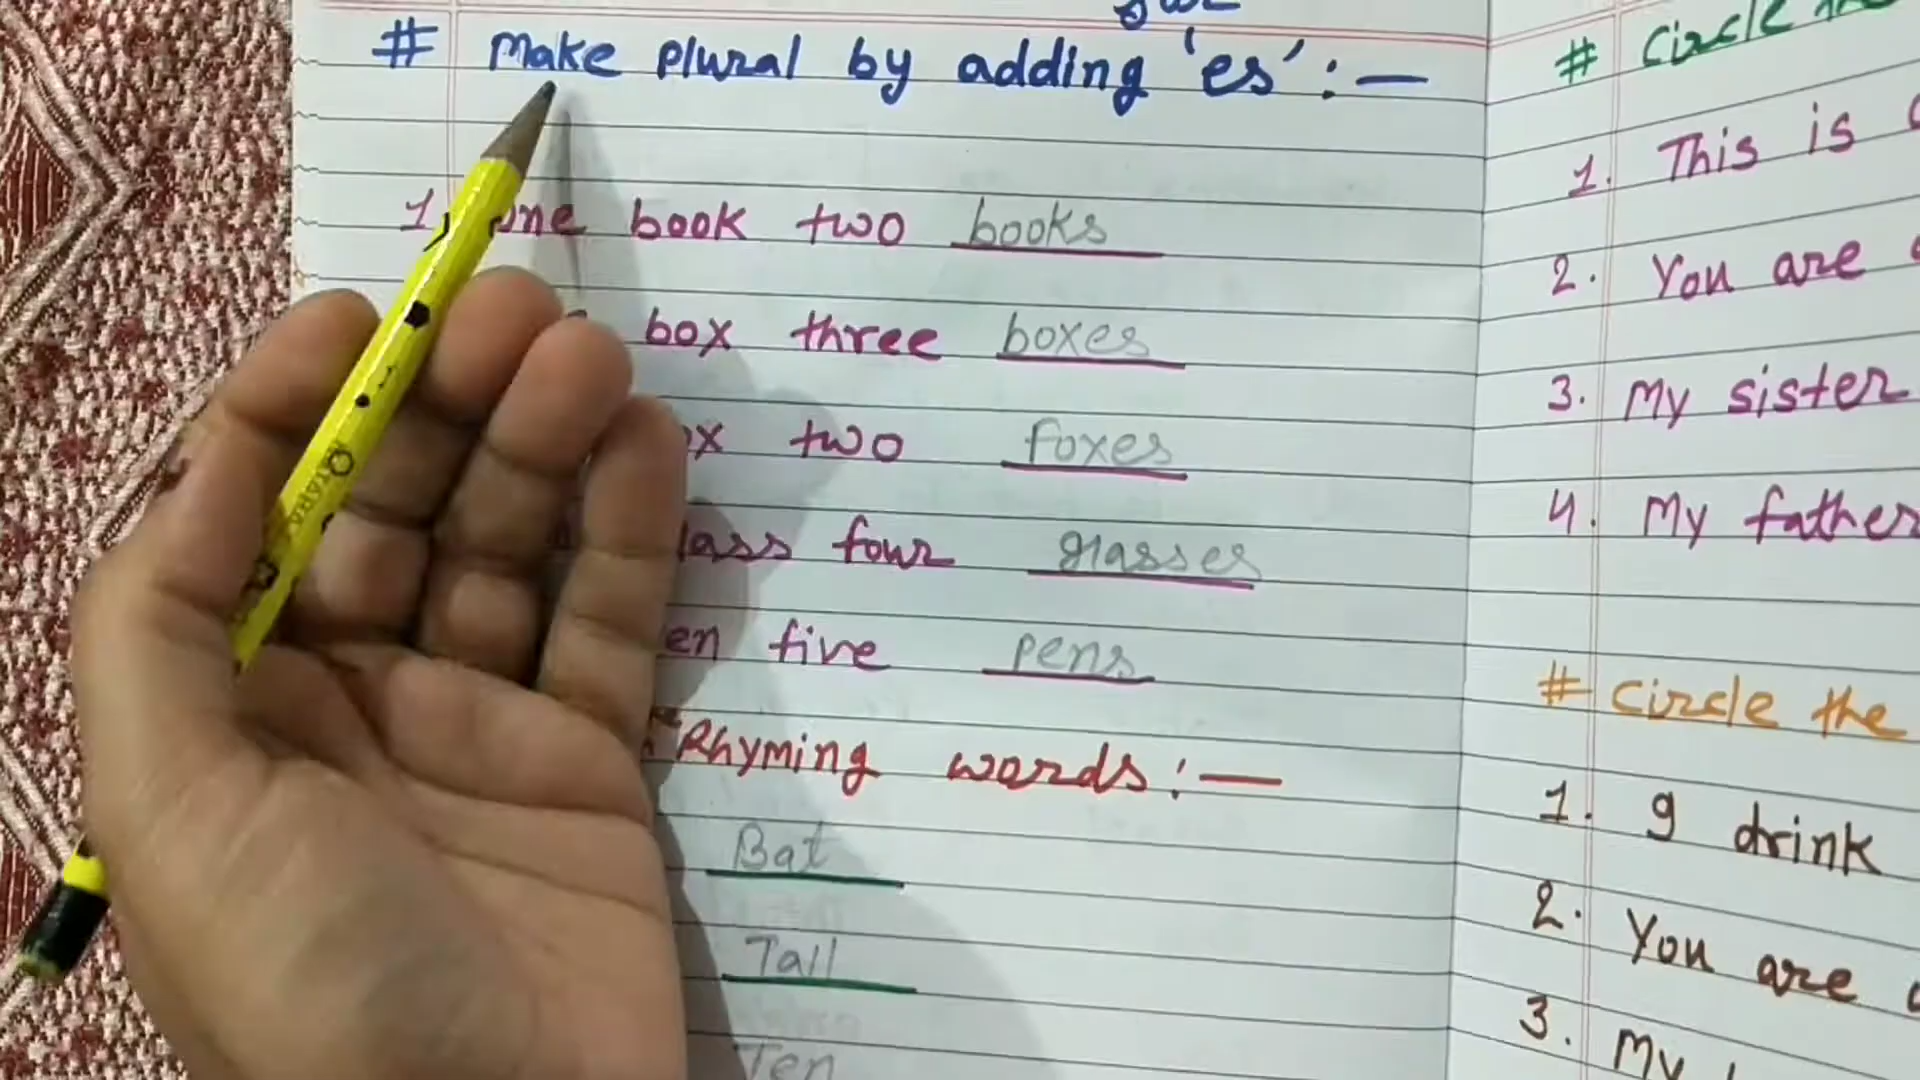 # Make plural by adding 'es' : —
1. One book two books
box three boxes
two foxes
four glasses
five pens
Rhyming words : —
Bat
Tall
Ten
# Circle the
1. This is
2. You are
3. My sister
4. My father
# Circle the
1. I drink
2. You are
3. My